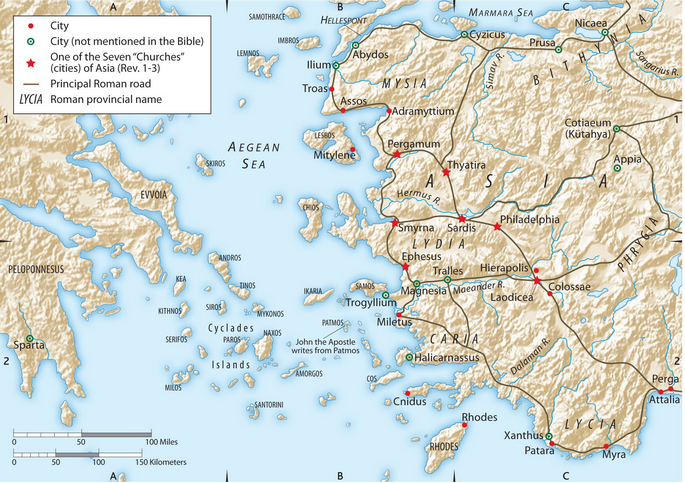 A
B
C
City
City (not mentioned in the Bible)
One of the Seven "Churches"
(cities) of Asia (Rev. 1-3)
Principal Roman road
LYCIA Roman provincial name
SAMOTHRACE
HELLESPONT
MARMARA SEA
Nicaea
IMBROS
Cyzicus
Prusa
BITHYNIA
LEMNOS
Abydos
Ilium
Simav R.
Sangarius R.
MYSIA
Troas
Assos
Adramyttium
1
1
Cotiaeum
(Kütahya)
AEGEAN
SEA
LESBOS
Mitylene
Pergamum
Appia
SKIROS
Thyatira
ASIA
EVVOIA
Hermus R.
CHIOS
Smyrna
Sardis
Philadelphia
LYDIA
PHRYGIA
PELOPONNESUS
ANDROS
Ephesus
Tralles
Hierapolis
KEA
TINOS
IKARIA
SAMOS
Magnesia
Maeander R.
Laodicea
Colossae
Trogyllium
KITHNOS
SIROS
MYKONOS
PATMOS
Miletus
Cyclades
Sparta
SERIFOS
PAROS
NAXOS
John the Apostle
writes from Patmos
CARIA
Dalaman R.
2
2
Islands
Halicarnassus
MILOS
AMORGOS
COS
Perga
Cnidus
Attalia
SANTORINI
Rhodes
LYCIA
Xanthus
0 50 100 Miles
RHODES
Patara
Myra
0 50 100 150 Kilometers
A
B
C